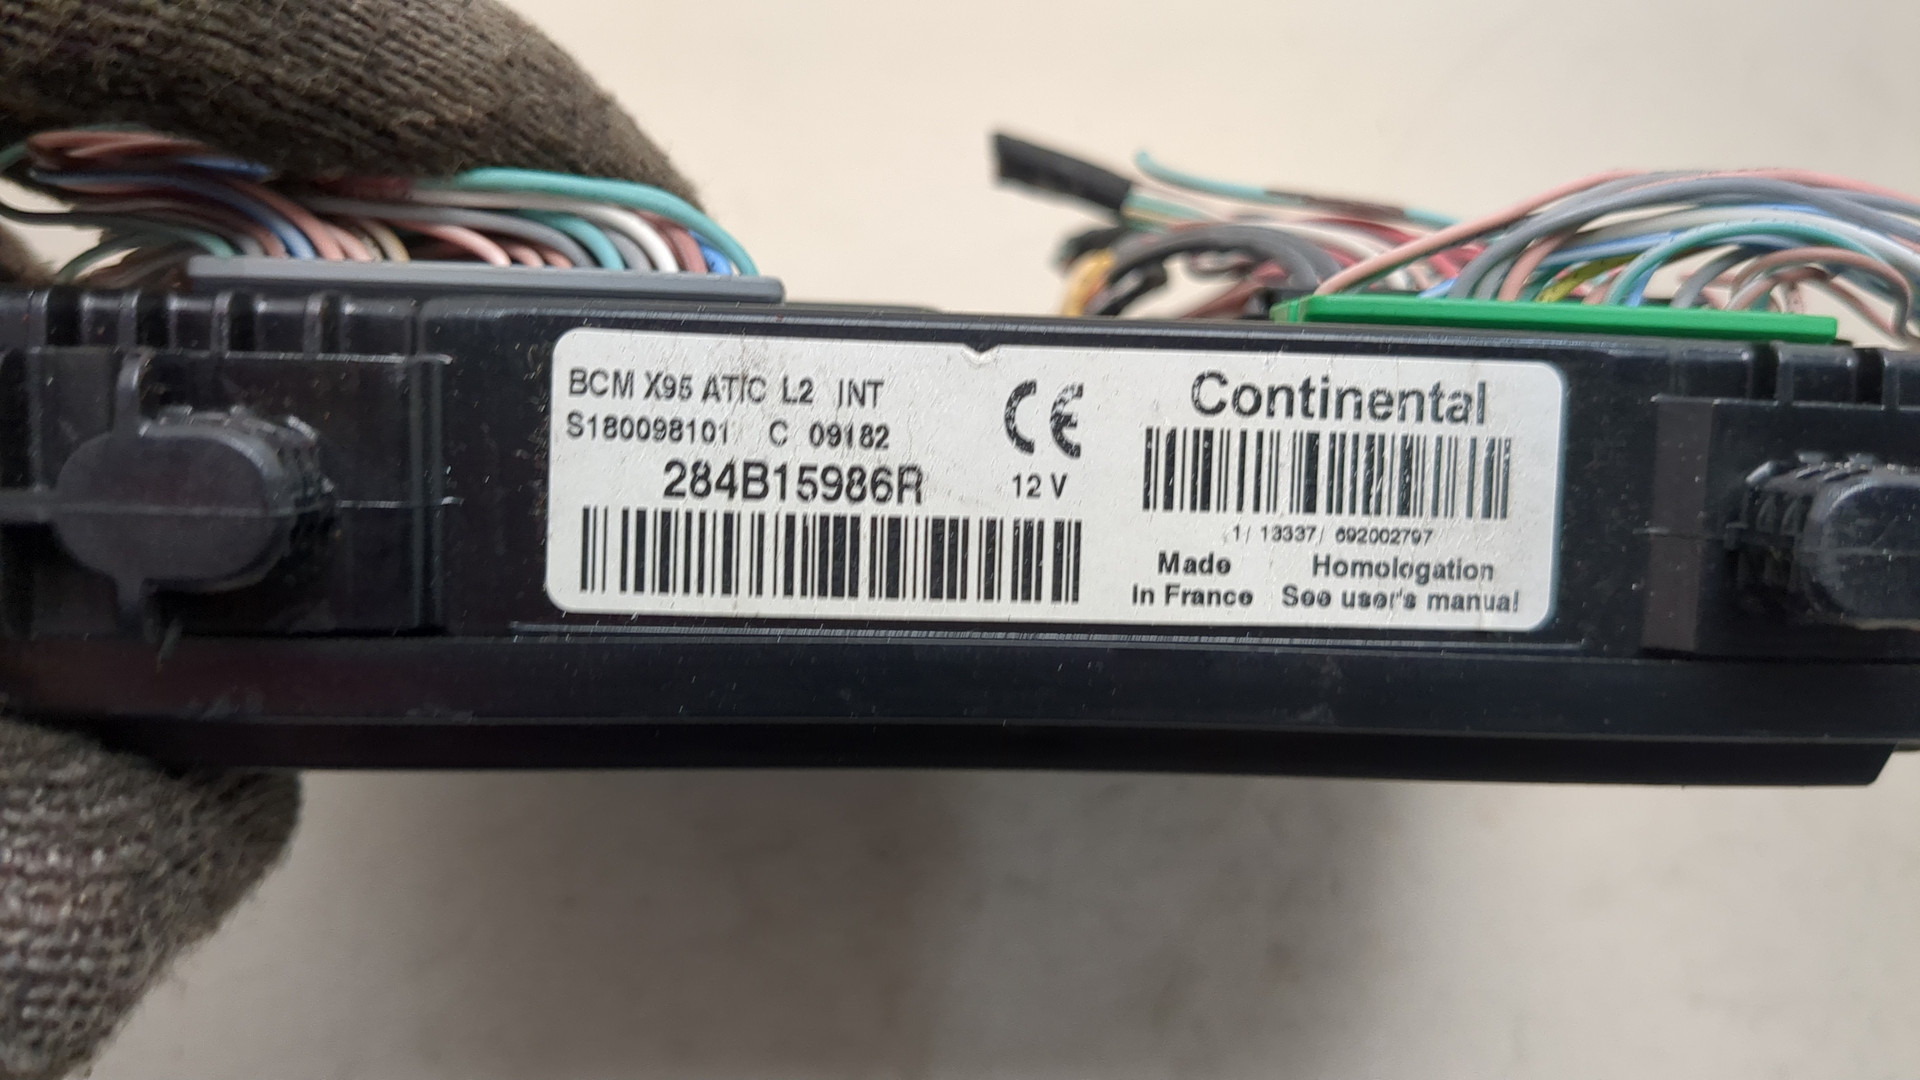 BCM X95 ATIC L2 INT
S180098101 C 09182
284B15986R
CE
12 V
Continental
1/ 13337/ 692002797
Made
In France
Homologation
See user's manual